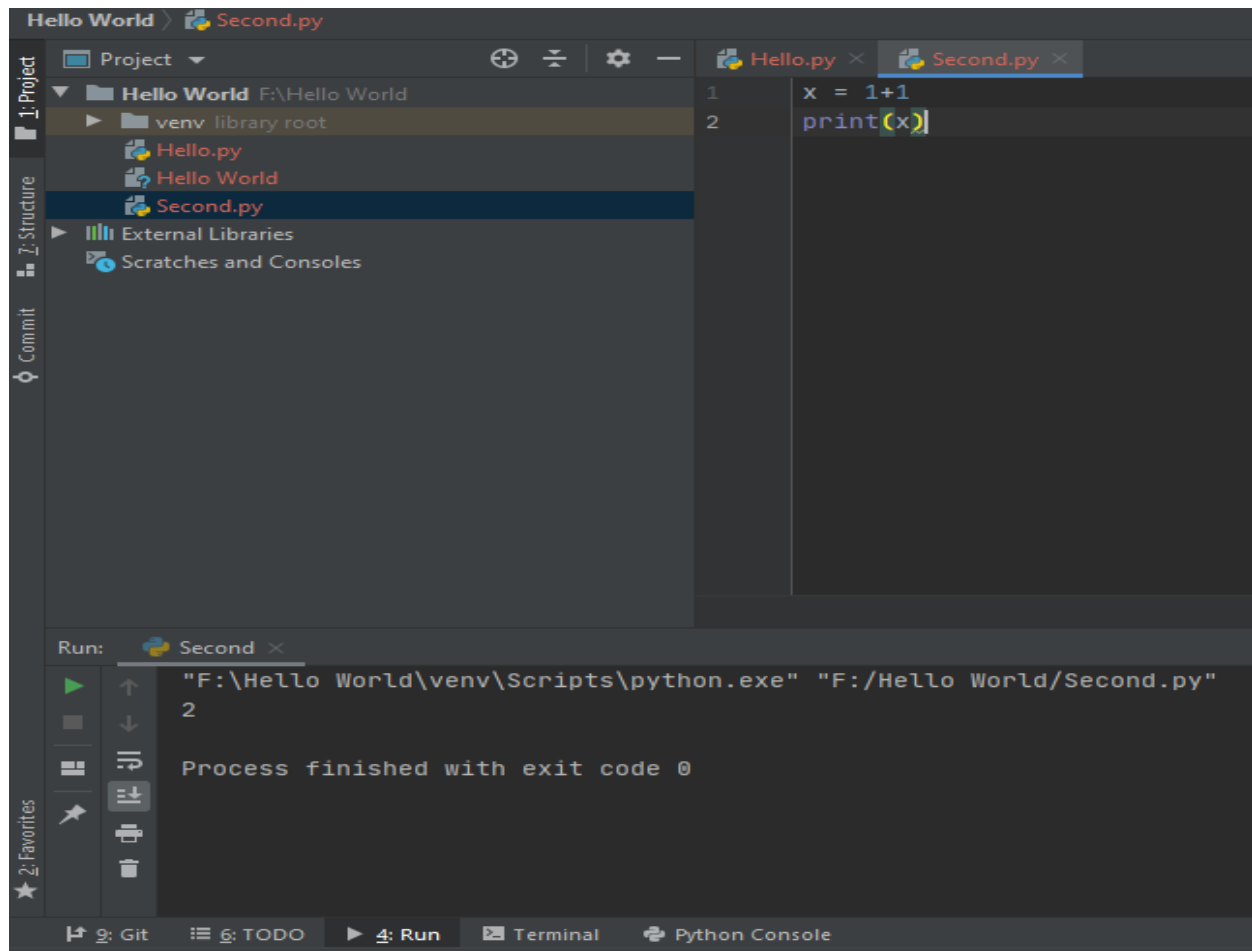 Hello World Second.py
Project
Hello.py
Second.py
1: Project
Hello World F:\Hello World
venv library root
Hello.py
Hello World
Second.py
External Libraries
Scratches and Consoles
7: Structure
Commit
1 x = 1+1
2 print(x)
Run: Second
"F:\Hello World\venv\Scripts\python.exe" "F:/Hello World/Second.py"
2
Process finished with exit code 0
2: Favorites
9: Git 6: TODO 4: Run Terminal Python Console